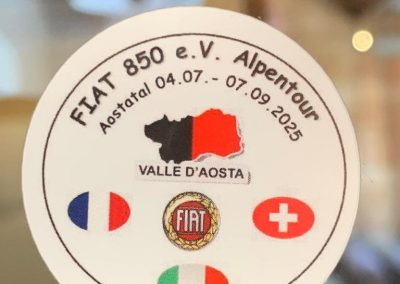 FIAT 850 e.V. Alpentour
Aostatal 04.07.- 07.09.2025
VALLE D'AOSTA
FIAT